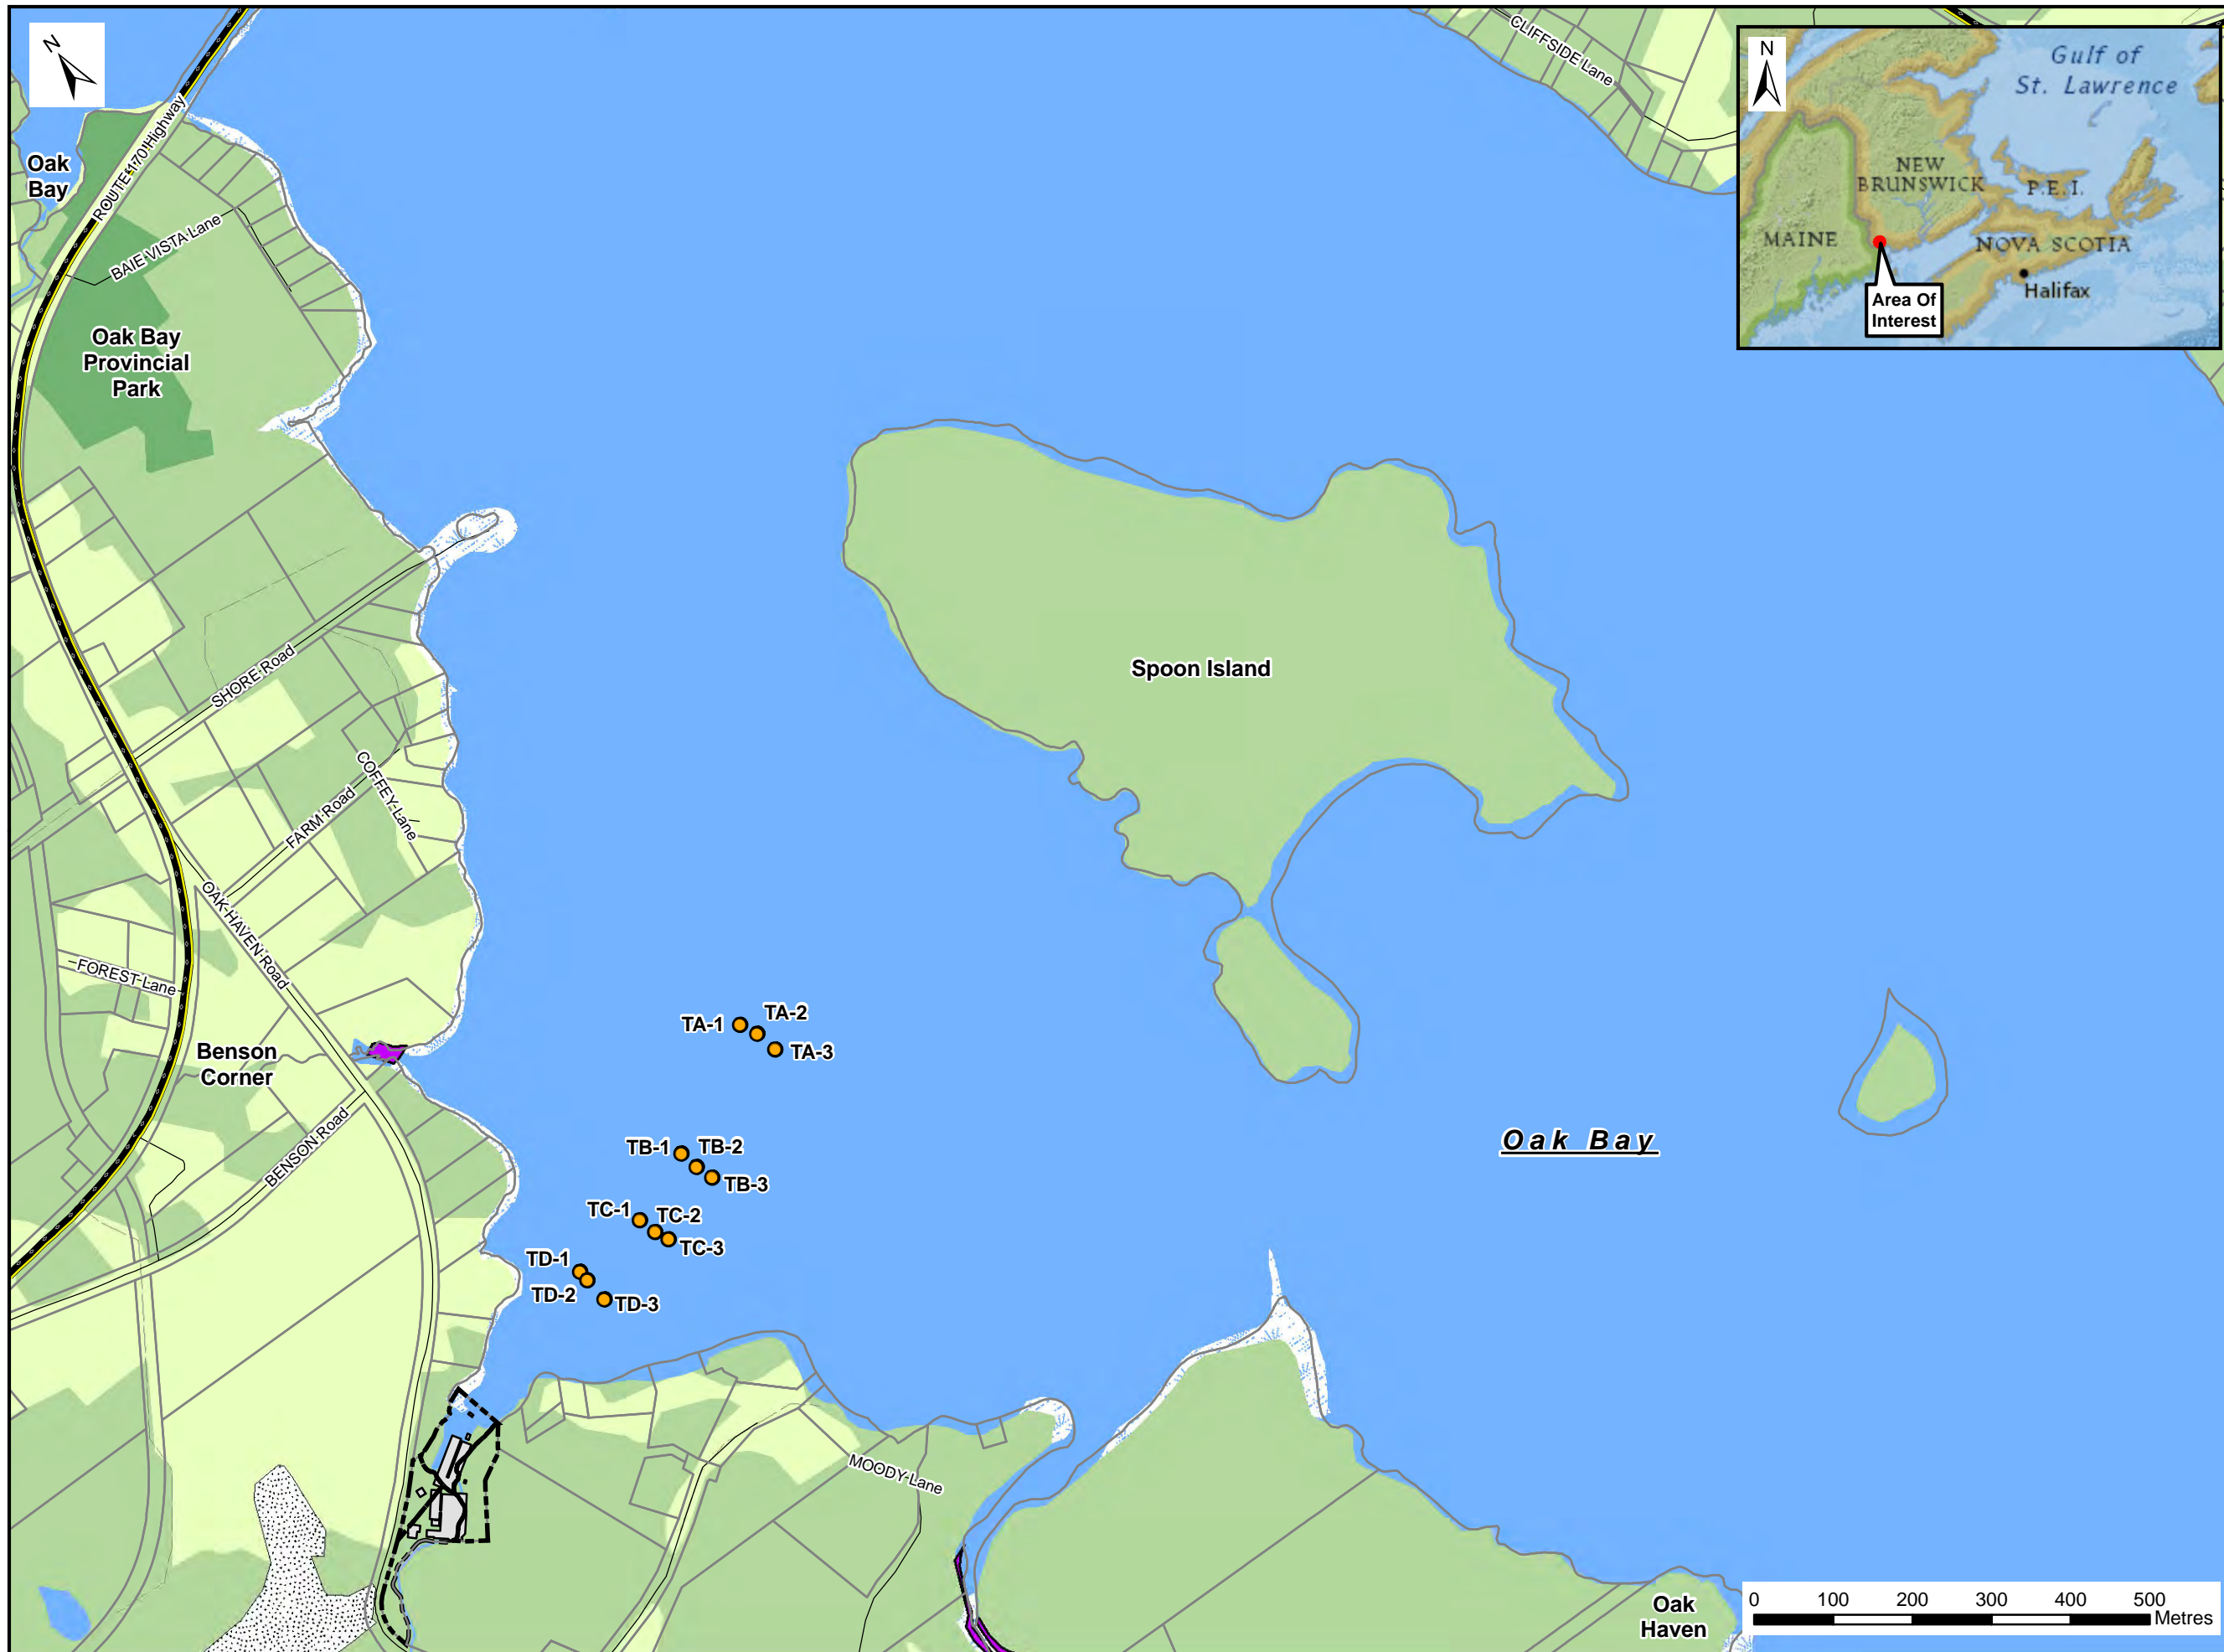 N
CLIFFSIDE Lane
N
Gulf of
St. Lawrence
NEW
BRUNSWICK
P.E.I.
MAINE
NOVA SCOTIA
Halifax
Area Of
Interest
Oak
Bay
ROUTE 170 Highway
BAIE VISTA Lane
Oak Bay
Provincial
Park
SHORE Road
Spoon Island
COFFEY Lane
FARM Road
OAK HAVEN Road
FOREST Lane
Benson
Corner
BENSON Road
TA-1
TA-2
TA-3
TB-1
TB-2
TB-3
TC-1
TC-2
TC-3
TD-1
TD-2
TD-3
Oak Bay
MOODY Lane
Oak
Haven
0 100 200 300 400 500
Metres